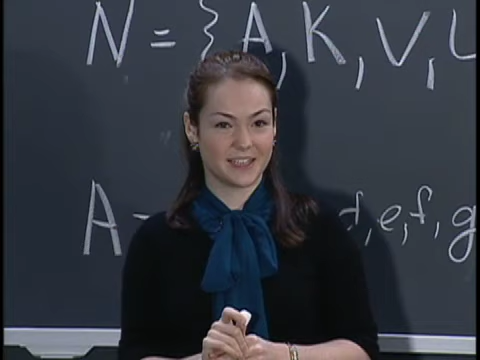 N = { A, K, V, L
A = d, e, f, g